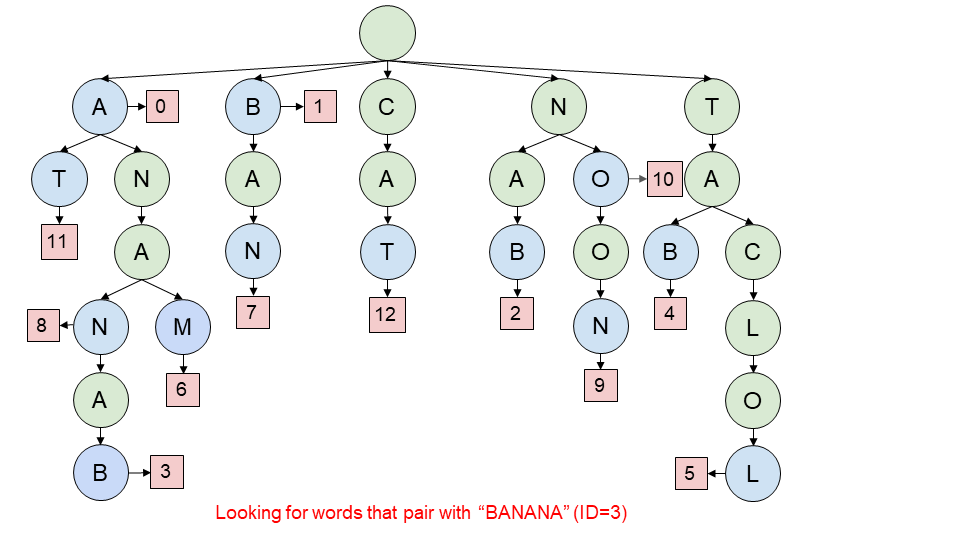 A 0 B 1 C N T
T N A A A O 10 A
11 A N T B O B C
8 N M 7 12 2 N 4 L
6 9
A O
B 3 5 L
Looking for words that pair with “BANANA” (ID=3)